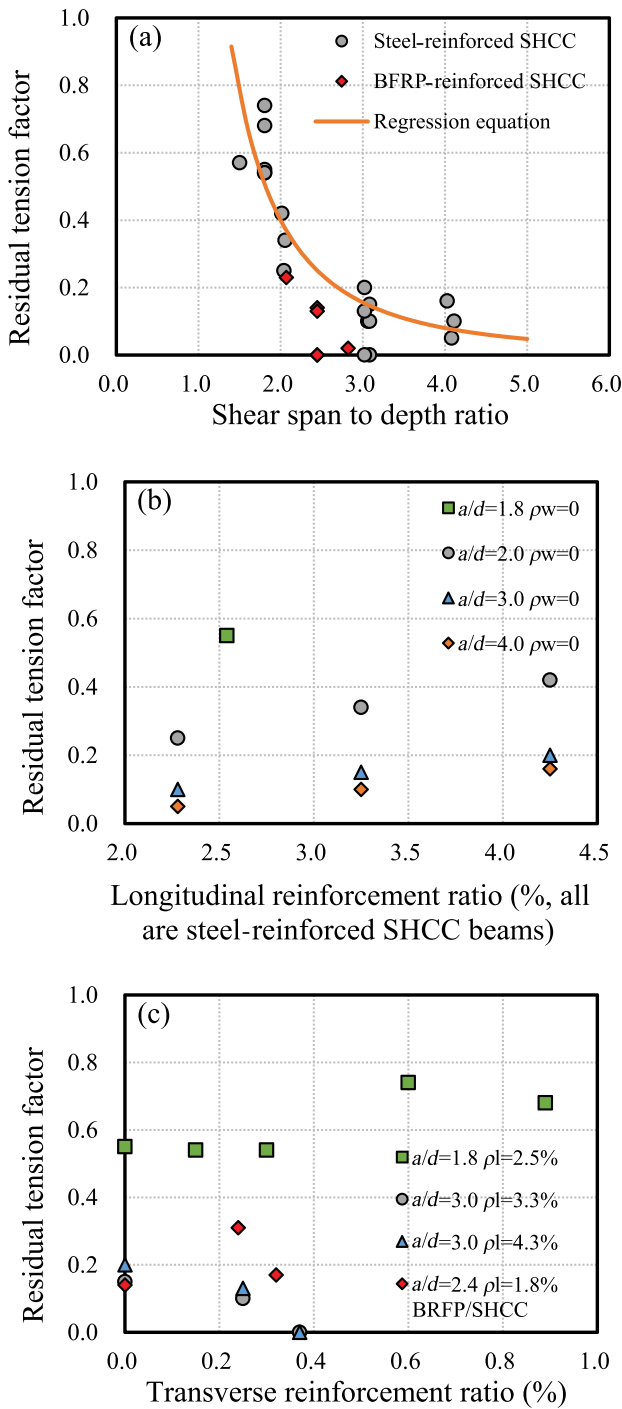 (a)
Steel-reinforced SHCC
BFRP-reinforced SHCC
Regression equation
Residual tension factor
1.0
0.8
0.6
0.4
0.2
0.0
0.0 1.0 2.0 3.0 4.0 5.0 6.0
Shear span to depth ratio
(b)
a/d=1.8 ρw=0
a/d=2.0 ρw=0
a/d=3.0 ρw=0
a/d=4.0 ρw=0
Residual tension factor
1.0
0.8
0.6
0.4
0.2
0.0
2.0 2.5 3.0 3.5 4.0 4.5
Longitudinal reinforcement ratio (%, all
are steel-reinforced SHCC beams)
(c)
a/d=1.8 ρl=2.5%
a/d=3.0 ρl=3.3%
a/d=3.0 ρl=4.3%
a/d=2.4 ρl=1.8%
BRFP/SHCC
Residual tension factor
1.0
0.8
0.6
0.4
0.2
0.0
0.0 0.2 0.4 0.6 0.8 1.0
Transverse reinforcement ratio (%)